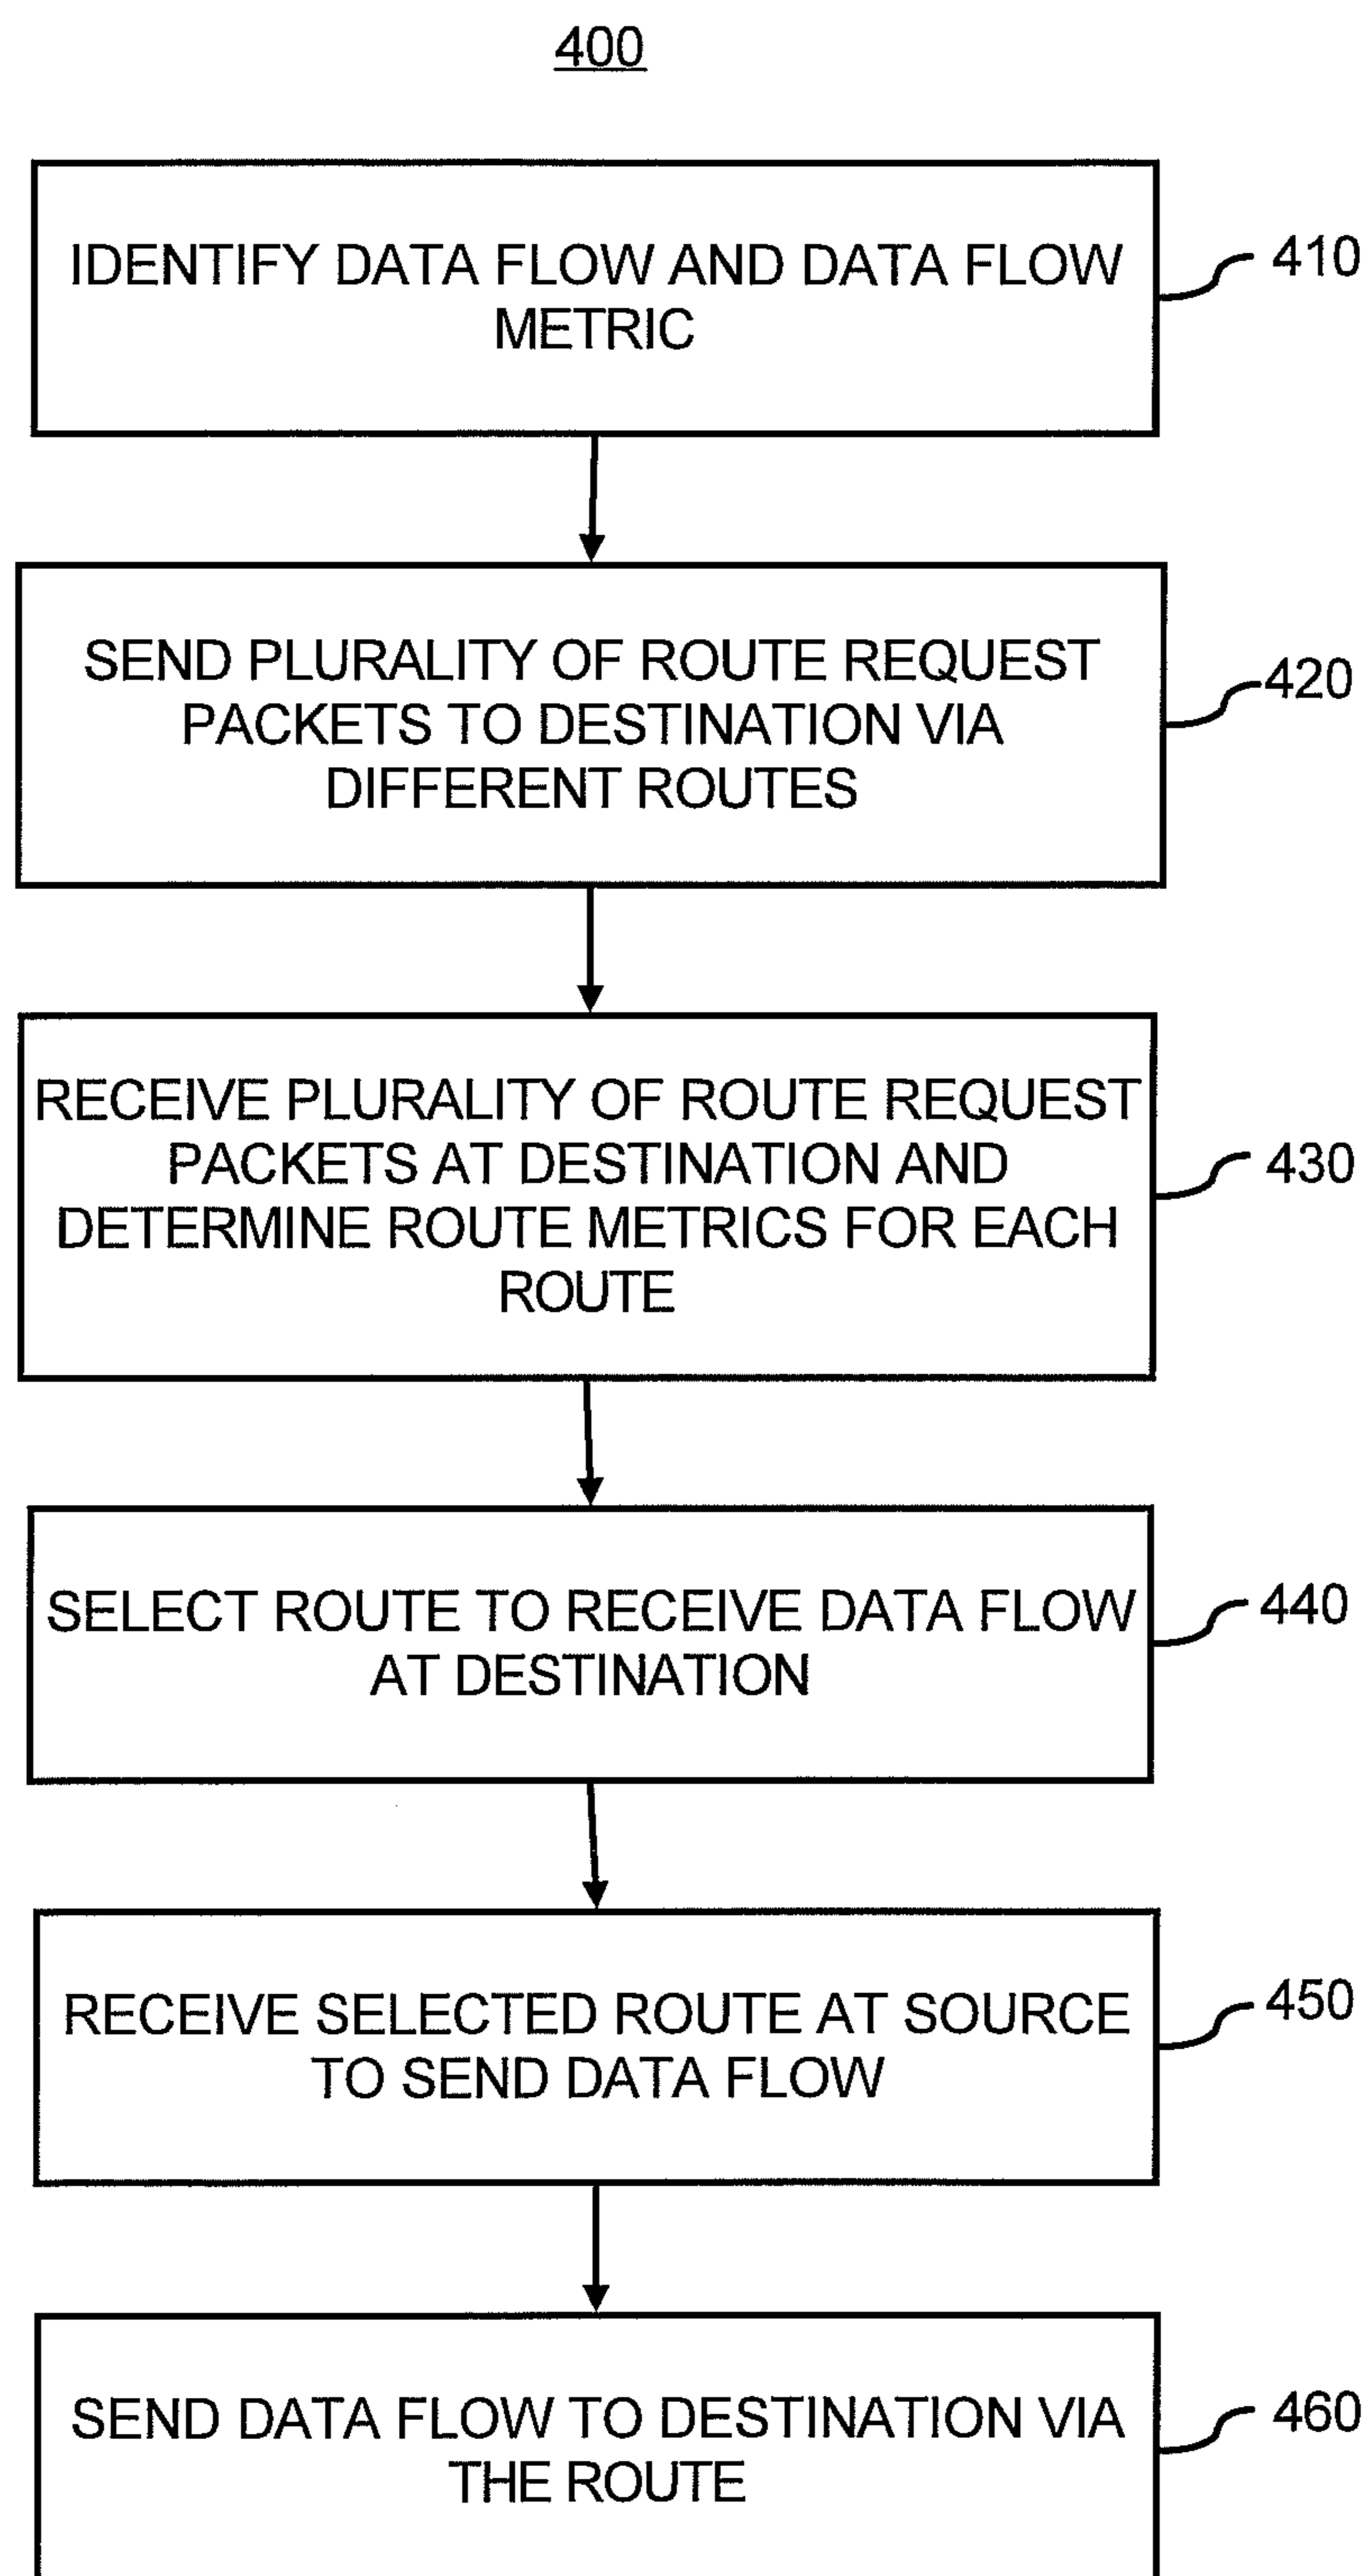 400
IDENTIFY DATA FLOW AND DATA FLOW
METRIC
410
SEND PLURALITY OF ROUTE REQUEST
PACKETS TO DESTINATION VIA
DIFFERENT ROUTES
420
RECEIVE PLURALITY OF ROUTE REQUEST
PACKETS AT DESTINATION AND
DETERMINE ROUTE METRICS FOR EACH
ROUTE
430
SELECT ROUTE TO RECEIVE DATA FLOW
AT DESTINATION
440
RECEIVE SELECTED ROUTE AT SOURCE
TO SEND DATA FLOW
450
SEND DATA FLOW TO DESTINATION VIA
THE ROUTE
460